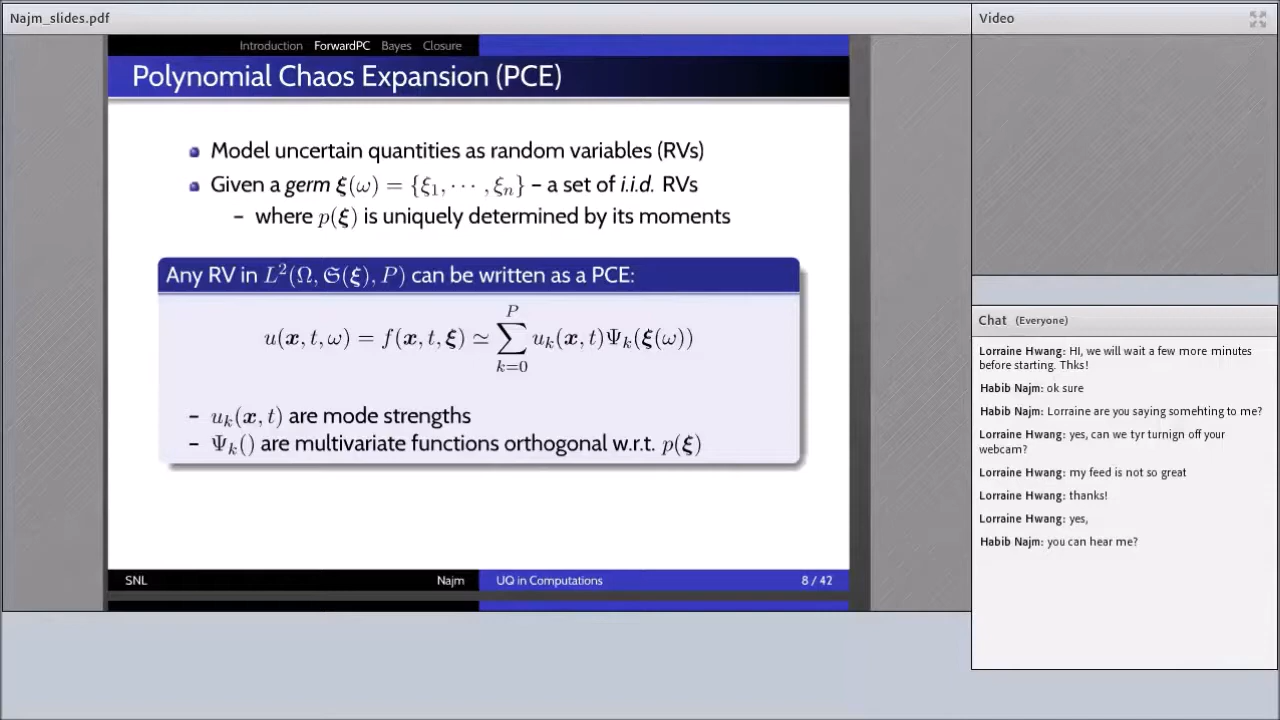 Najm_slides.pdf
Introduction ForwardPC Bayes Closure
Polynomial Chaos Expansion (PCE)
Model uncertain quantities as random variables (RVs)
Given a germ ξ(ω) = {ξ₁, ⋯ , ξₙ} – a set of i.i.d. RVs
– where p(ξ) is uniquely determined by its moments
Any RV in L²(Ω, 𝔖(ξ), P) can be written as a PCE:
P
u(x, t, ω) = f(x, t, ξ) ≃ ∑ uₖ(x, t)Ψₖ(ξ(ω))
k=0
– uₖ(x, t) are mode strengths
– Ψₖ() are multivariate functions orthogonal w.r.t. p(ξ)
SNL Najm UQ in Computations 8 / 42
Video
Chat (Everyone)
Lorraine Hwang: HI, we will wait a few more minutes
before starting. Thks!
Habib Najm: ok sure
Habib Najm: Lorraine are you saying somehting to me?
Lorraine Hwang: yes, can we tyr turnign off your
webcam?
Lorraine Hwang: my feed is not so great
Lorraine Hwang: thanks!
Lorraine Hwang: yes,
Habib Najm: you can hear me?